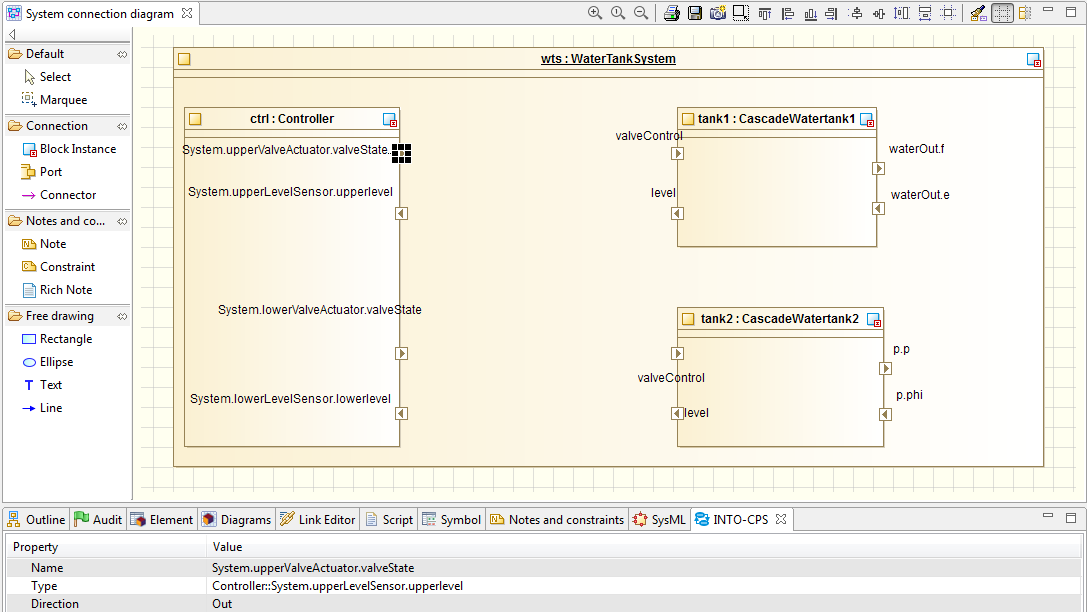 System connection diagram
Default
Select
Marquee
Connection
Block Instance
Port
Connector
Notes and co...
Note
Constraint
Rich Note
Free drawing
Rectangle
Ellipse
T Text
Line
wts : WaterTankSystem
ctrl : Controller
System.upperValveActuator.valveState...
System.upperLevelSensor.upperlevel
System.lowerValveActuator.valveState
System.lowerLevelSensor.lowerlevel
tank1 : CascadeWatertank1
valveControl
level
waterOut.f
waterOut.e
tank2 : CascadeWatertank2
valveControl
level
p.p
p.phi
Outline Audit Element Diagrams Link Editor Script Symbol Notes and constraints SysML INTO-CPS
Property Value
Name System.upperValveActuator.valveState
Type Controller::System.upperLevelSensor.upperlevel
Direction Out